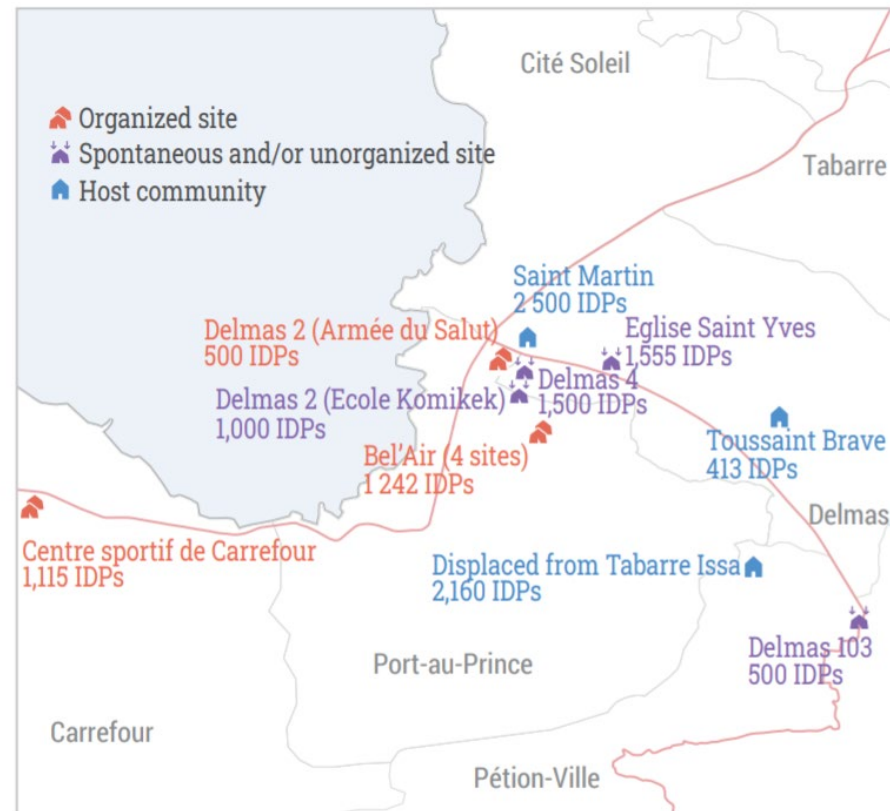 Cité Soleil
Organized site
Spontaneous and/or unorganized site
Host community
Tabarre
Saint Martin
2 500 IDPs
Delmas 2 (Armée du Salut)
500 IDPs
Eglise Saint Yves
1,555 IDPs
Delmas 4
1,500 IDPs
Delmas 2 (Ecole Komikek)
1,000 IDPs
Toussaint Brave
413 IDPs
Bel'Air (4 sites)
1 242 IDPs
Delmas
Centre sportif de Carrefour
1,115 IDPs
Displaced from Tabarre Issa
2,160 IDPs
Delmas 103
500 IDPs
Port-au-Prince
Carrefour
Pétion-Ville